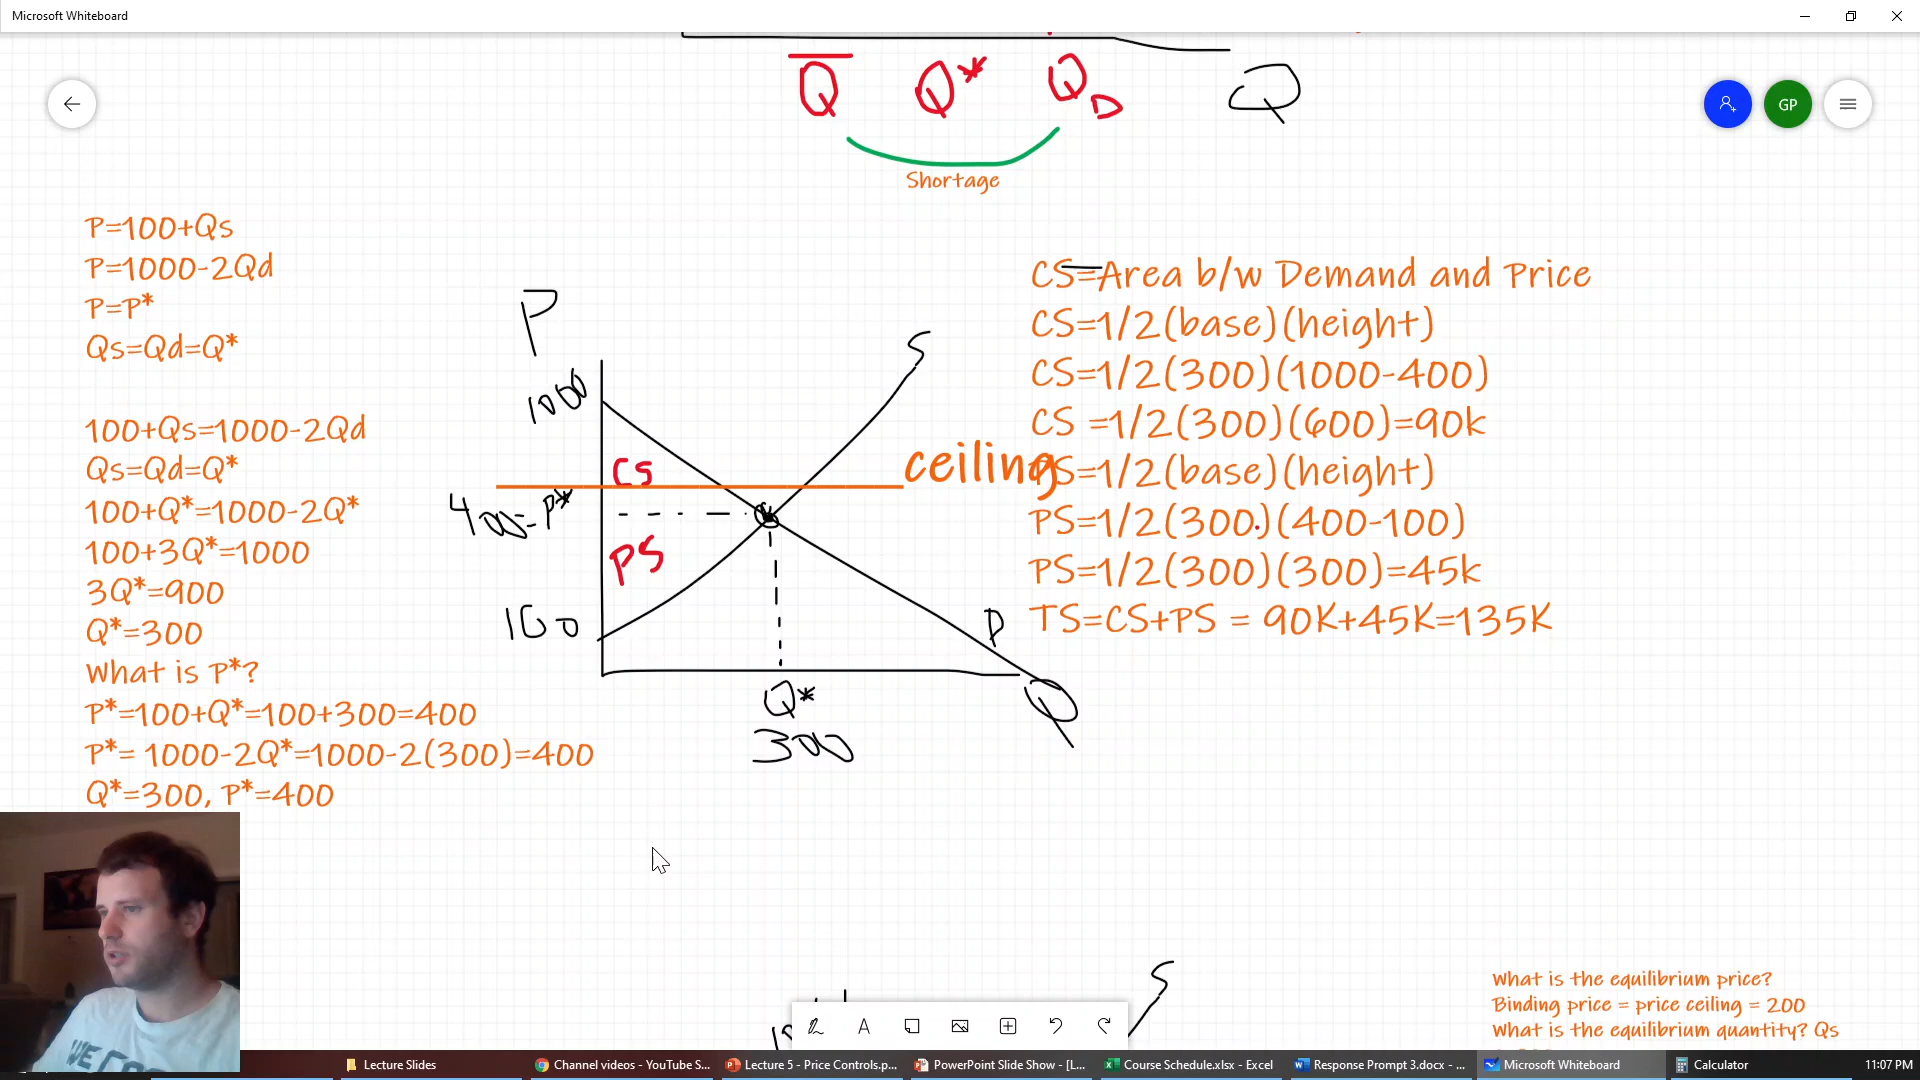 Microsoft Whiteboard
Q Q* QD Q
Shortage
GP
P=100+Qs
P=1000-2Qd
P=P*
Qs=Qd=Q*
100+Qs=1000-2Qd
Qs=Qd=Q*
100+Q*=1000-2Q*
100+3Q*=1000
3Q*=900
Q*=300
What is P*?
P*=100+Q*=100+300=400
P*= 1000-2Q*=1000-2(300)=400
Q*=300, P*=400
P
S
1000
CS
ceiling
400=P*
PS
100
D
Q*
300
Q
CS=Area b/w Demand and Price
CS=1/2(base)(height)
CS=1/2(300)(1000-400)
CS =1/2(300)(600)=90k
PS=1/2(base)(height)
PS=1/2(300)(400-100)
PS=1/2(300)(300)=45k
TS=CS+PS = 90K+45K=135K
S
What is the equilibrium price?
Binding price = price ceiling = 200
What is the equilibrium quantity? Qs
Lecture Slides
Channel videos - YouTube S...
Lecture 5 - Price Controls.p...
PowerPoint Slide Show - [L...
Course Schedule.xlsx - Excel
Response Prompt 3.docx - ...
Microsoft Whiteboard
Calculator
11:07 PM